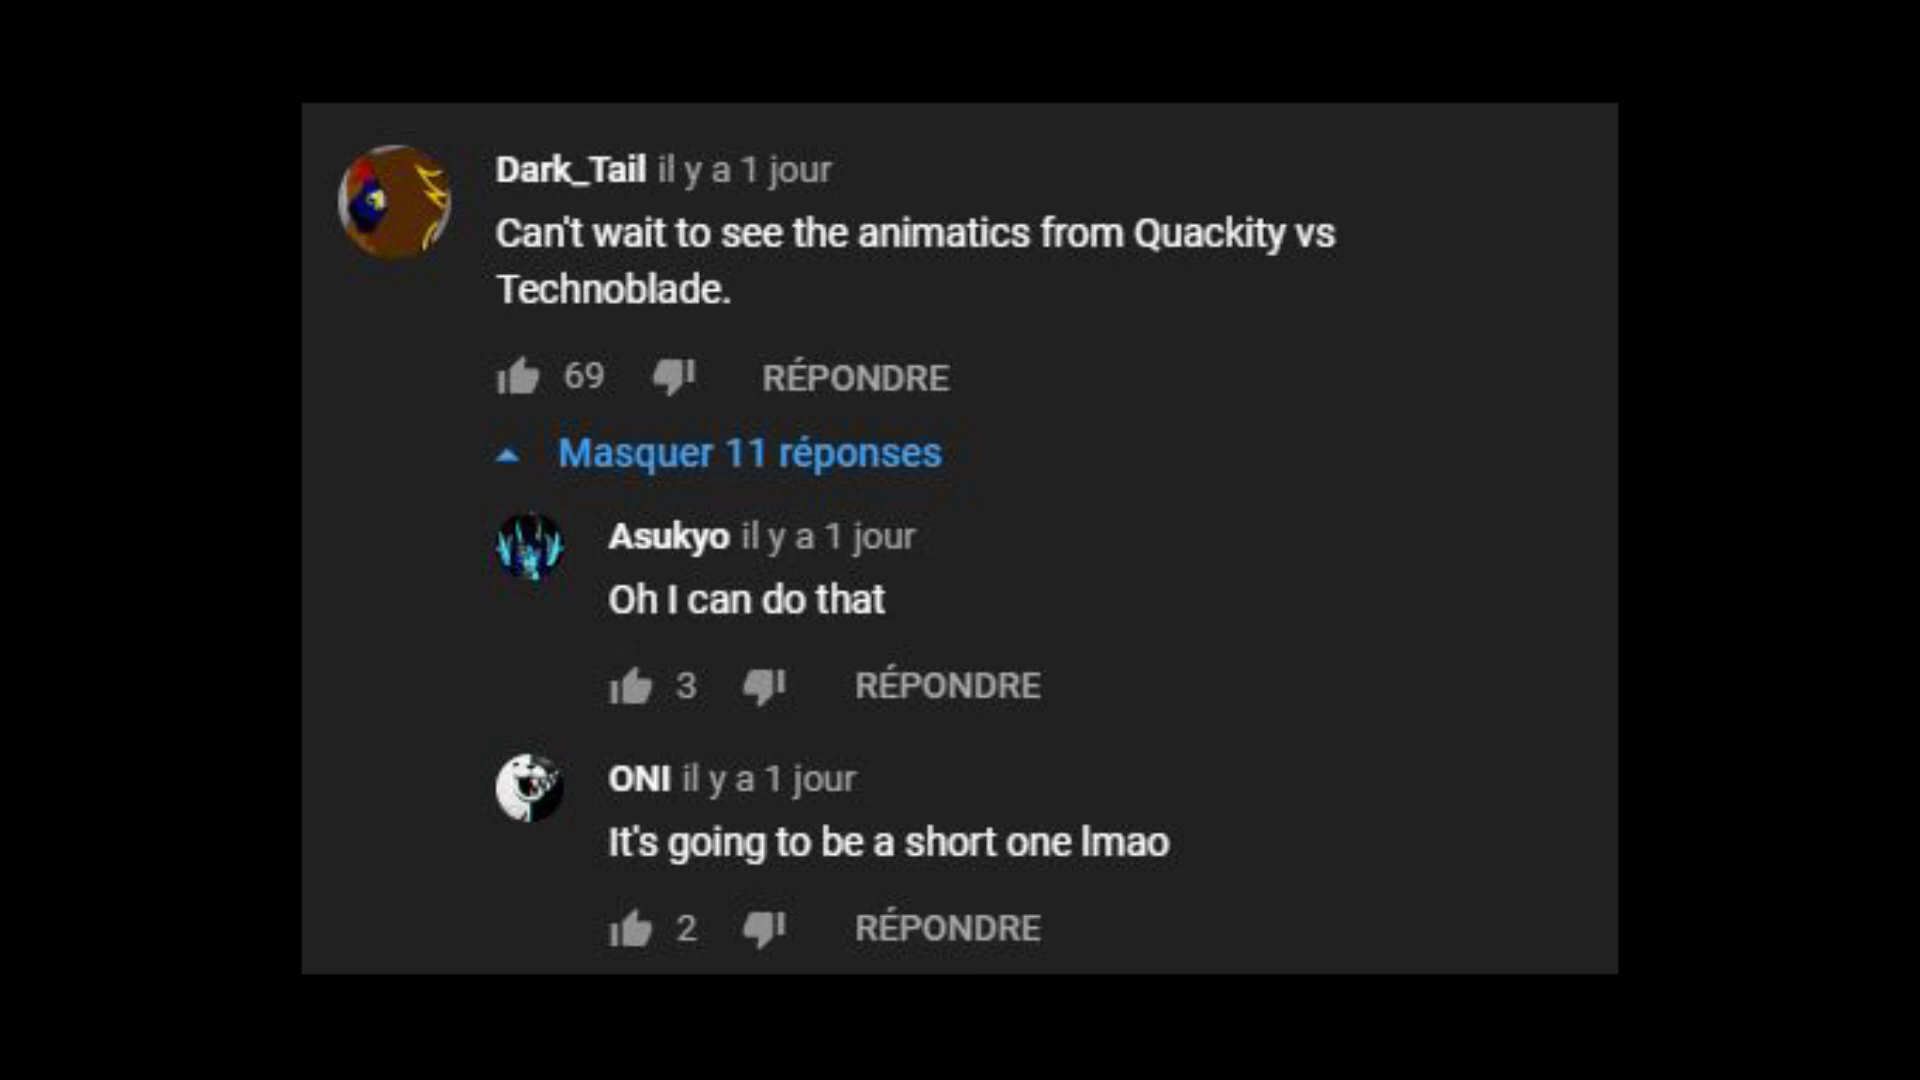 Dark_Tail il y a 1 jour
Can't wait to see the animatics from Quackity vs
Technoblade.
69 RÉPONDRE
Masquer 11 réponses
Asukyo il y a 1 jour
Oh I can do that
3 RÉPONDRE
ONI il y a 1 jour
It's going to be a short one lmao
2 RÉPONDRE